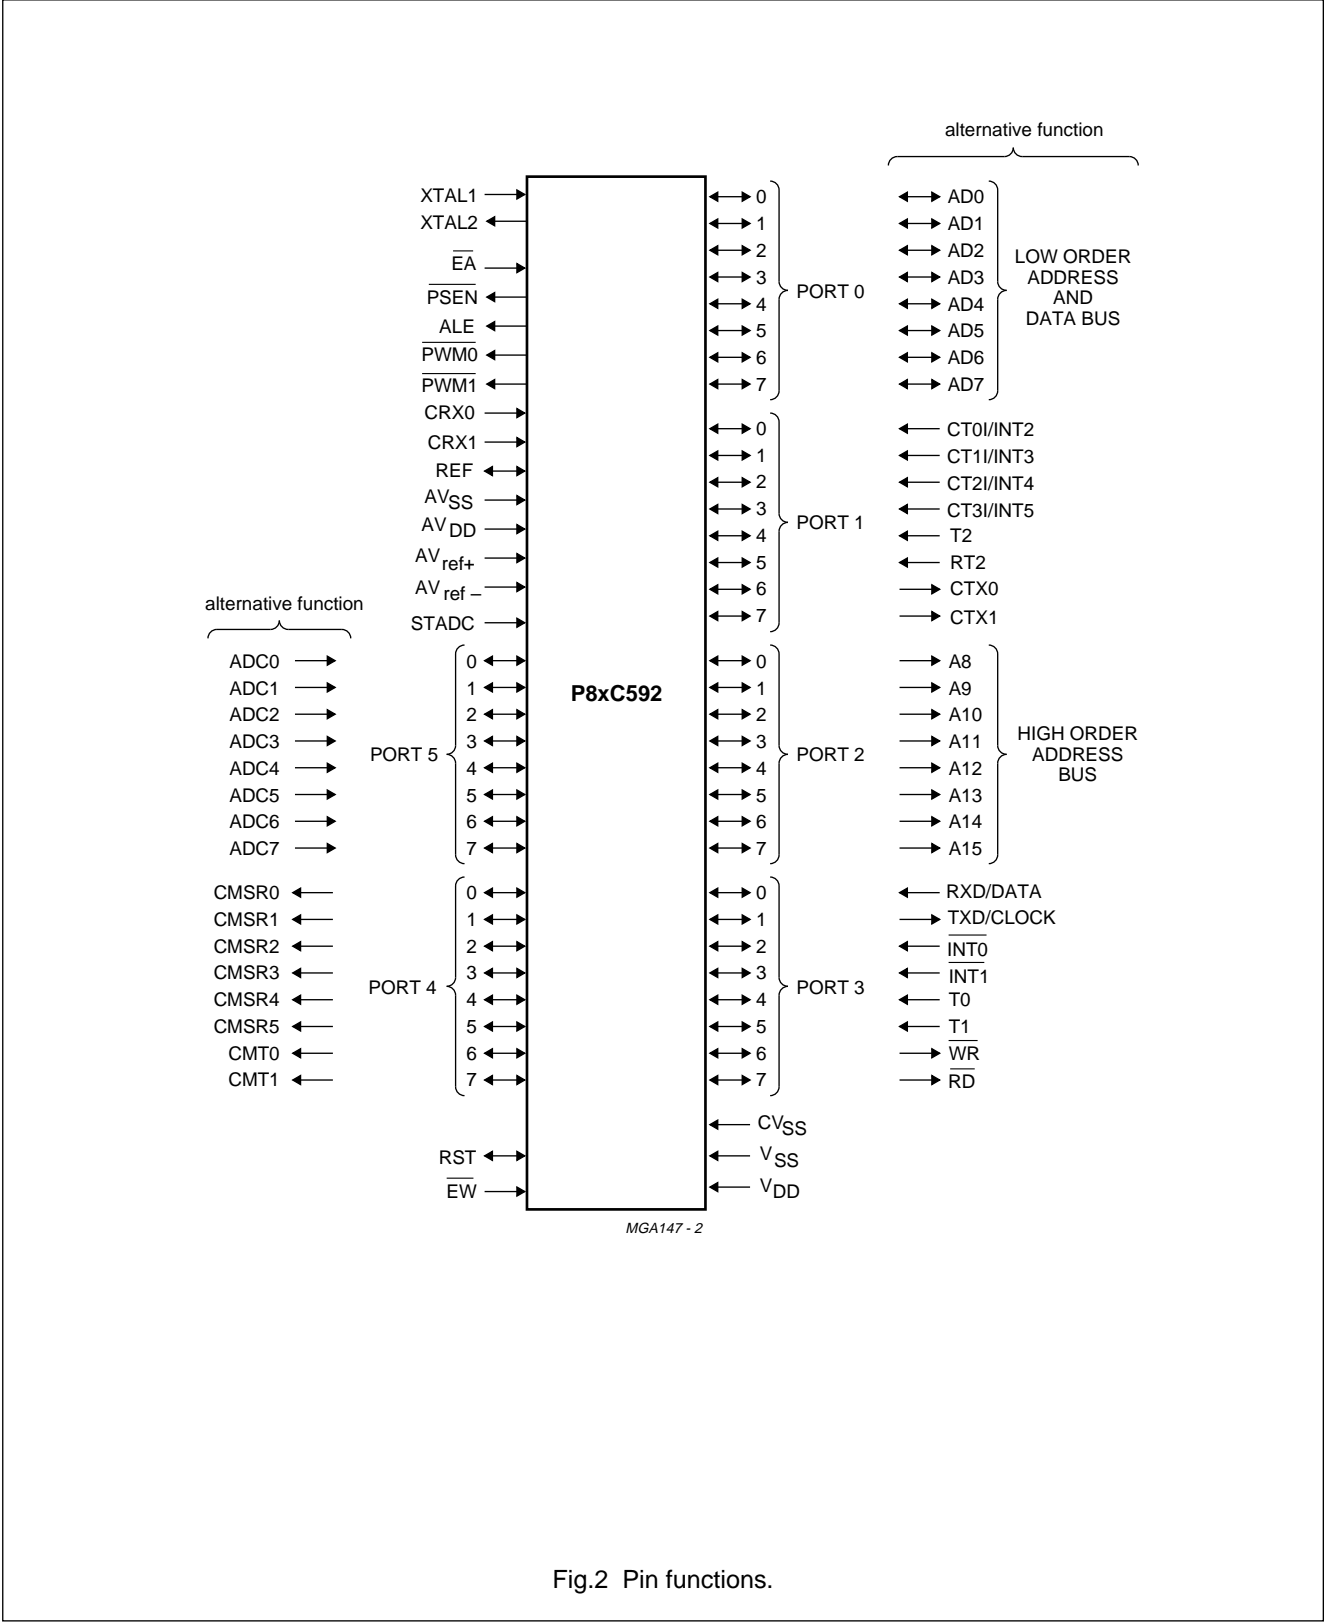 alternative function
XTAL1
XTAL2
EA
PSEN
ALE
PWM0
PWM1
CRX0
CRX1
REF
AVSS
AVDD
AVref+
AVref –
STADC
0
1
2
3
4
5
6
7
PORT 0
AD0
AD1
AD2
AD3
AD4
AD5
AD6
AD7
LOW ORDER
ADDRESS
AND
DATA BUS
0
1
2
3
4
5
6
7
PORT 1
CT0I/INT2
CT1I/INT3
CT2I/INT4
CT3I/INT5
T2
RT2
CTX0
CTX1
alternative function
ADC0
ADC1
ADC2
ADC3
ADC4
ADC5
ADC6
ADC7
PORT 5
0
1
2
3
4
5
6
7
P8xC592
0
1
2
3
4
5
6
7
PORT 2
A8
A9
A10
A11
A12
A13
A14
A15
HIGH ORDER
ADDRESS
BUS
CMSR0
CMSR1
CMSR2
CMSR3
CMSR4
CMSR5
CMT0
CMT1
PORT 4
0
1
2
3
4
5
6
7
0
1
2
3
4
5
6
7
PORT 3
RXD/DATA
TXD/CLOCK
INT0
INT1
T0
T1
WR
RD
RST
EW
CVSS
VSS
VDD
MGA147 - 2
Fig.2 Pin functions.